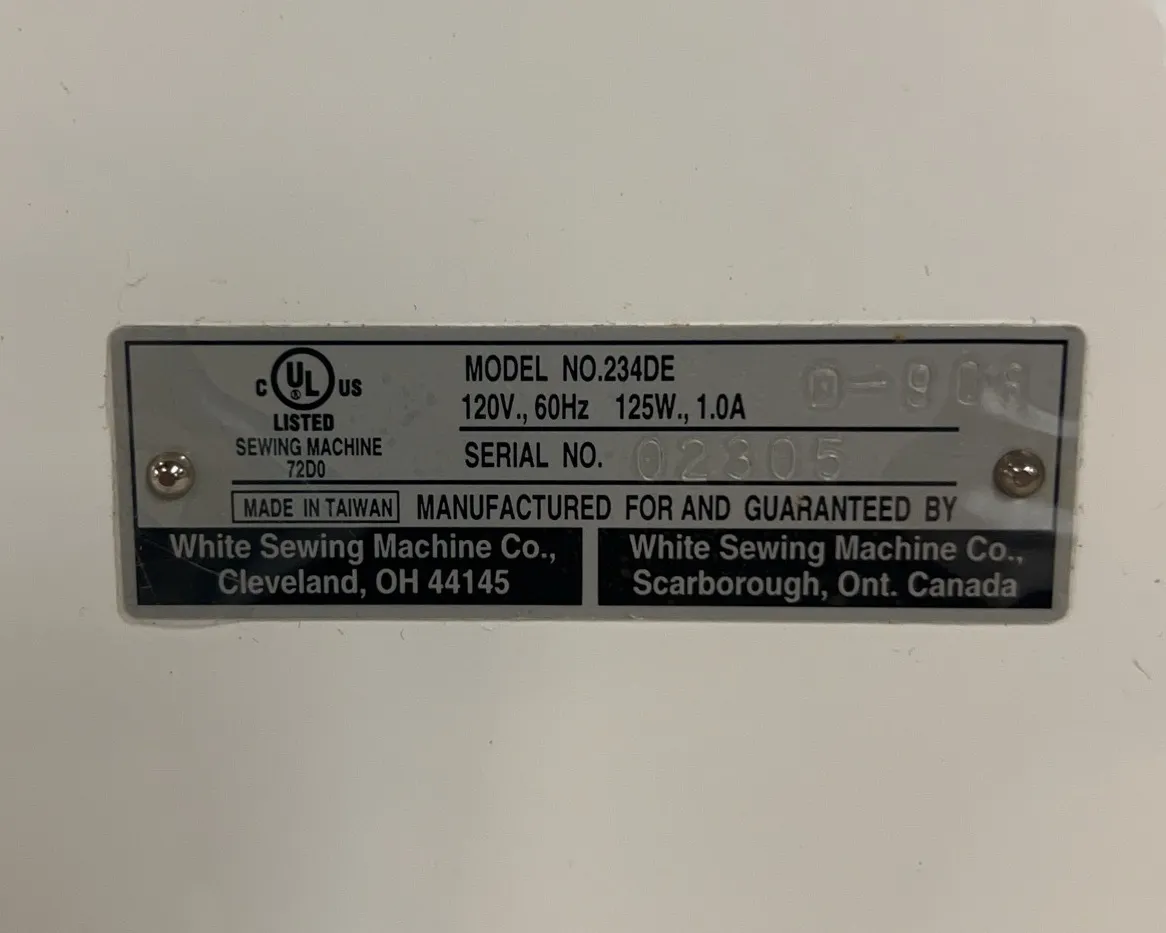 C UL US
LISTED
SEWING MACHINE
72D0
MODEL NO.234DE
120V., 60Hz 125W., 1.0A
SERIAL NO. 02305
MADE IN TAIWAN MANUFACTURED FOR AND GUARANTEED BY
White Sewing Machine Co.,
Cleveland, OH 44145
White Sewing Machine Co.,
Scarborough, Ont. Canada